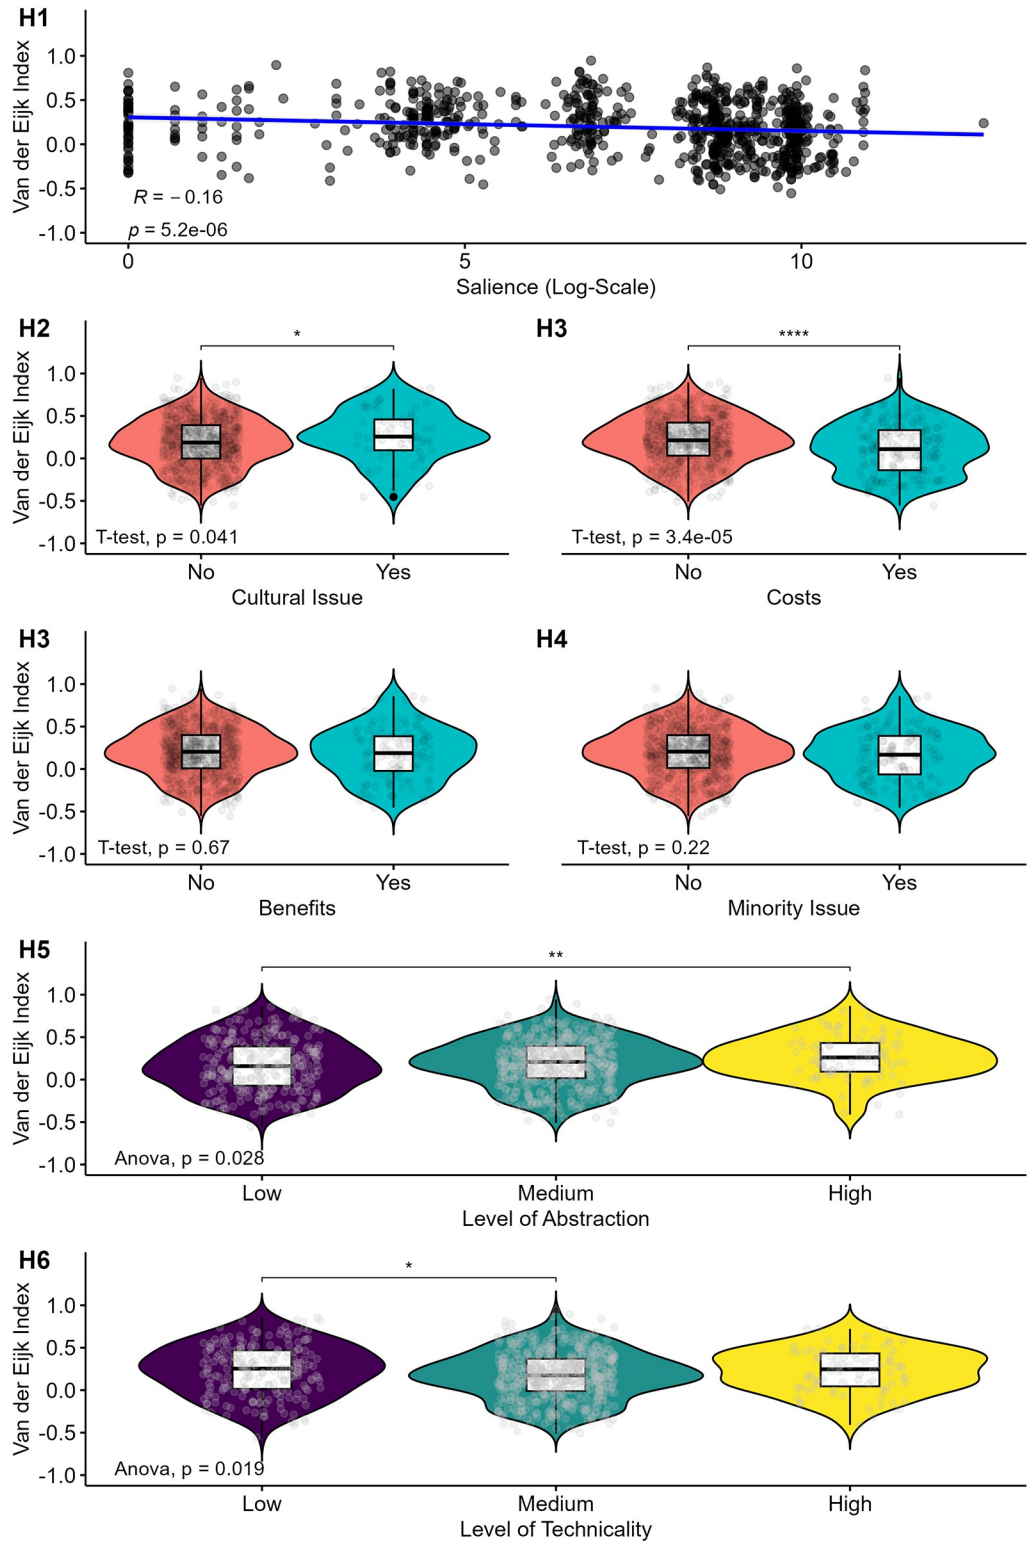 H1
Van der Eijk Index
1.0
0.5
0.0
-0.5
-1.0
R = − 0.16
p = 5.2e-06
0 5 10
Salience (Log-Scale)
H2
Van der Eijk Index
1.0
0.5
0.0
-0.5
-1.0
*
T-test, p = 0.041
No Yes
Cultural Issue
H3
****
T-test, p = 3.4e-05
No Yes
Costs
H3
Van der Eijk Index
1.0
0.5
0.0
-0.5
-1.0
T-test, p = 0.67
No Yes
Benefits
H4
T-test, p = 0.22
No Yes
Minority Issue
H5
Van der Eijk Index
1.0
0.5
0.0
-0.5
-1.0
**
Anova, p = 0.028
Low Medium High
Level of Abstraction
H6
Van der Eijk Index
1.0
0.5
0.0
-0.5
-1.0
*
Anova, p = 0.019
Low Medium High
Level of Technicality